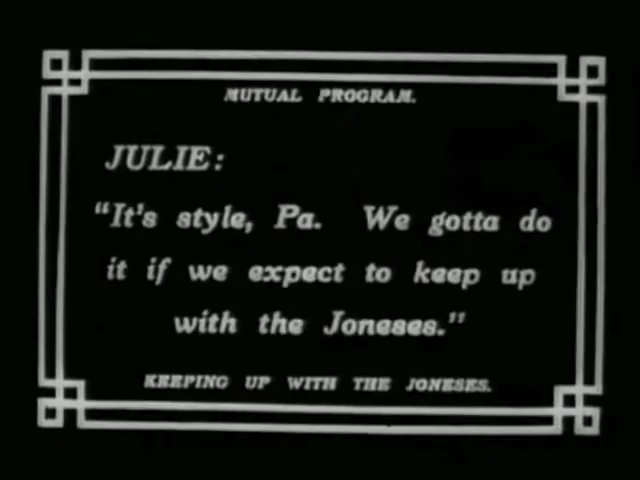 MUTUAL PROGRAM.
JULIE:
"It's style, Pa. We gotta do
it if we expect to keep up
with the Joneses."
KEEPING UP WITH THE JONESES.